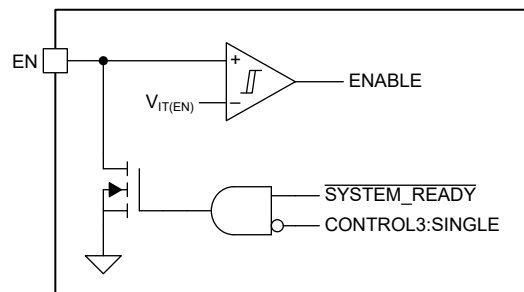 EN
+
ENABLE
V_IT(EN)
−
SYSTEM_READY
CONTROL3:SINGLE